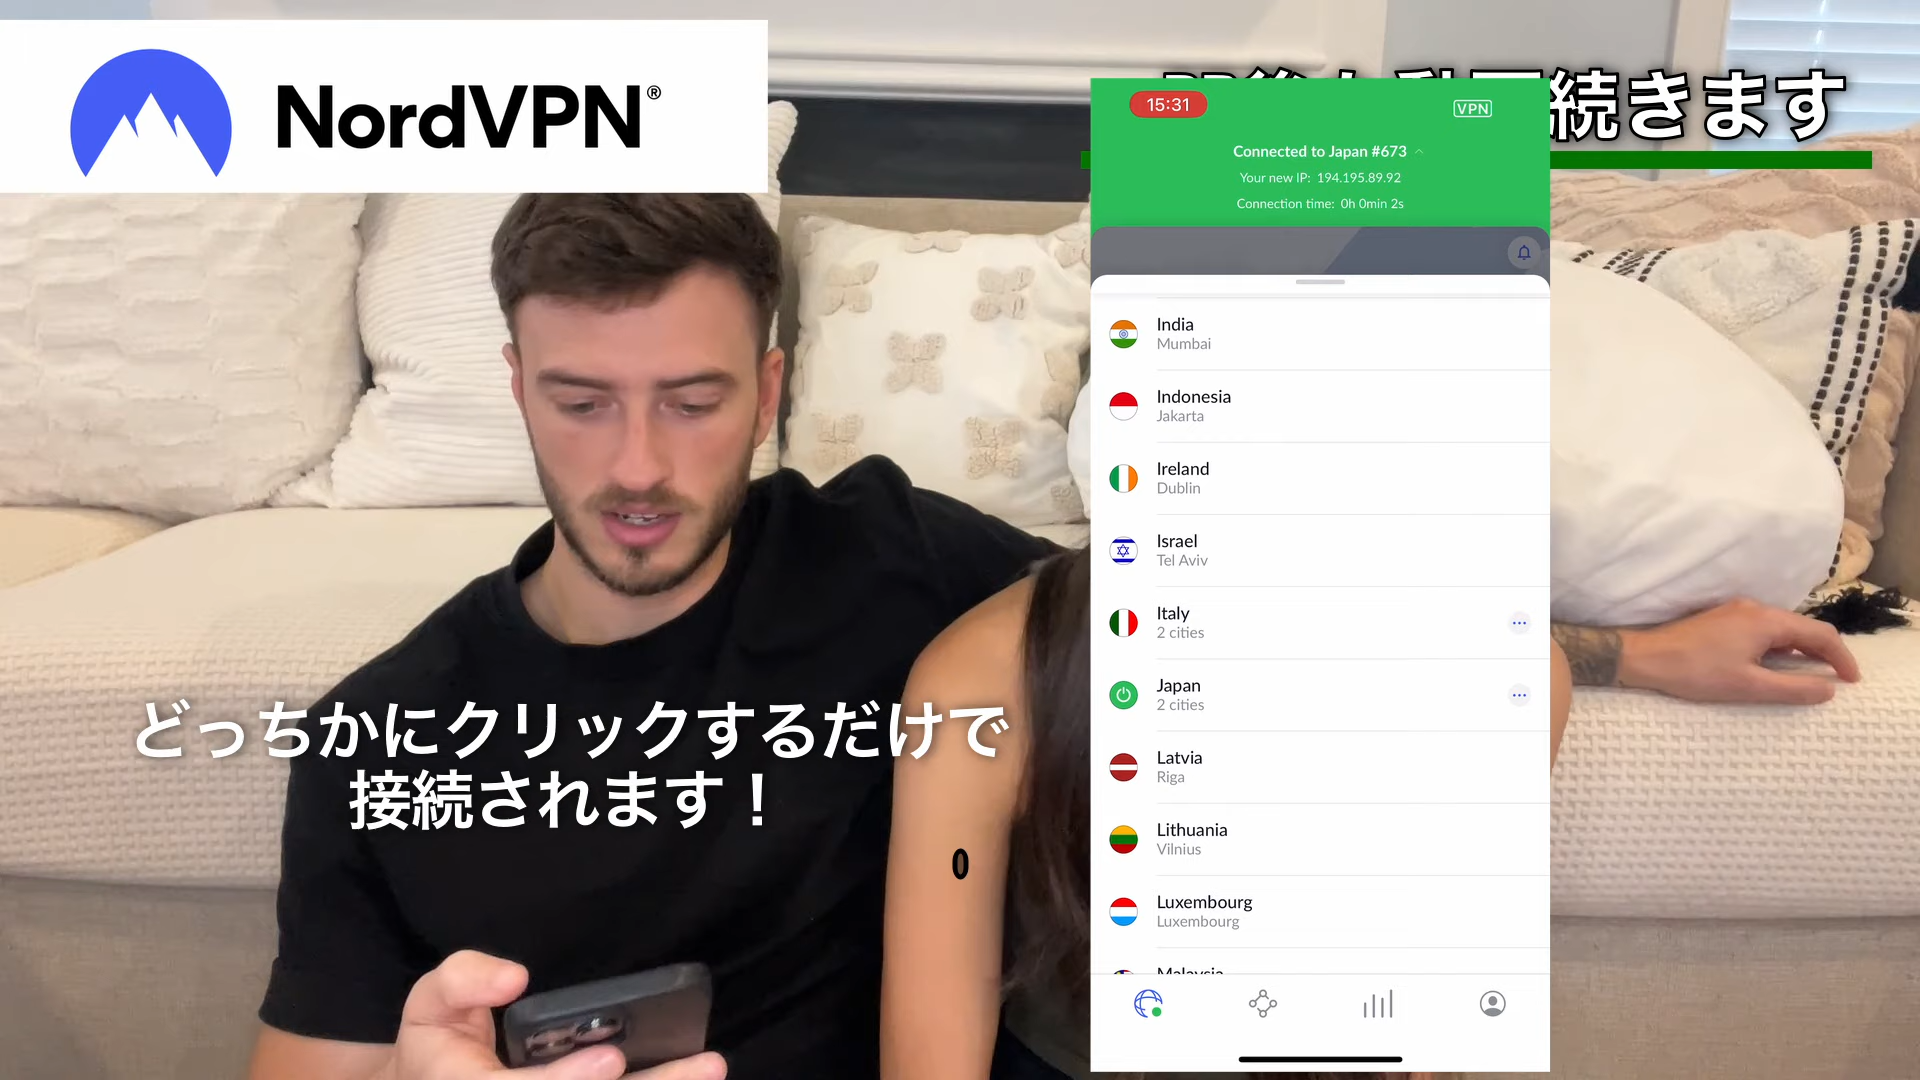 NordVPN®
続きます
15:31
VPN
Connected to Japan #673
Your new IP: 194.195.89.92
Connection time: 0h 0min 2s
India
Mumbai
Indonesia
Jakarta
Ireland
Dublin
Israel
Tel Aviv
Italy
2 cities
Japan
2 cities
Latvia
Riga
Lithuania
Vilnius
Luxembourg
Luxembourg
どっちかにクリックするだけで
接続されます！
0